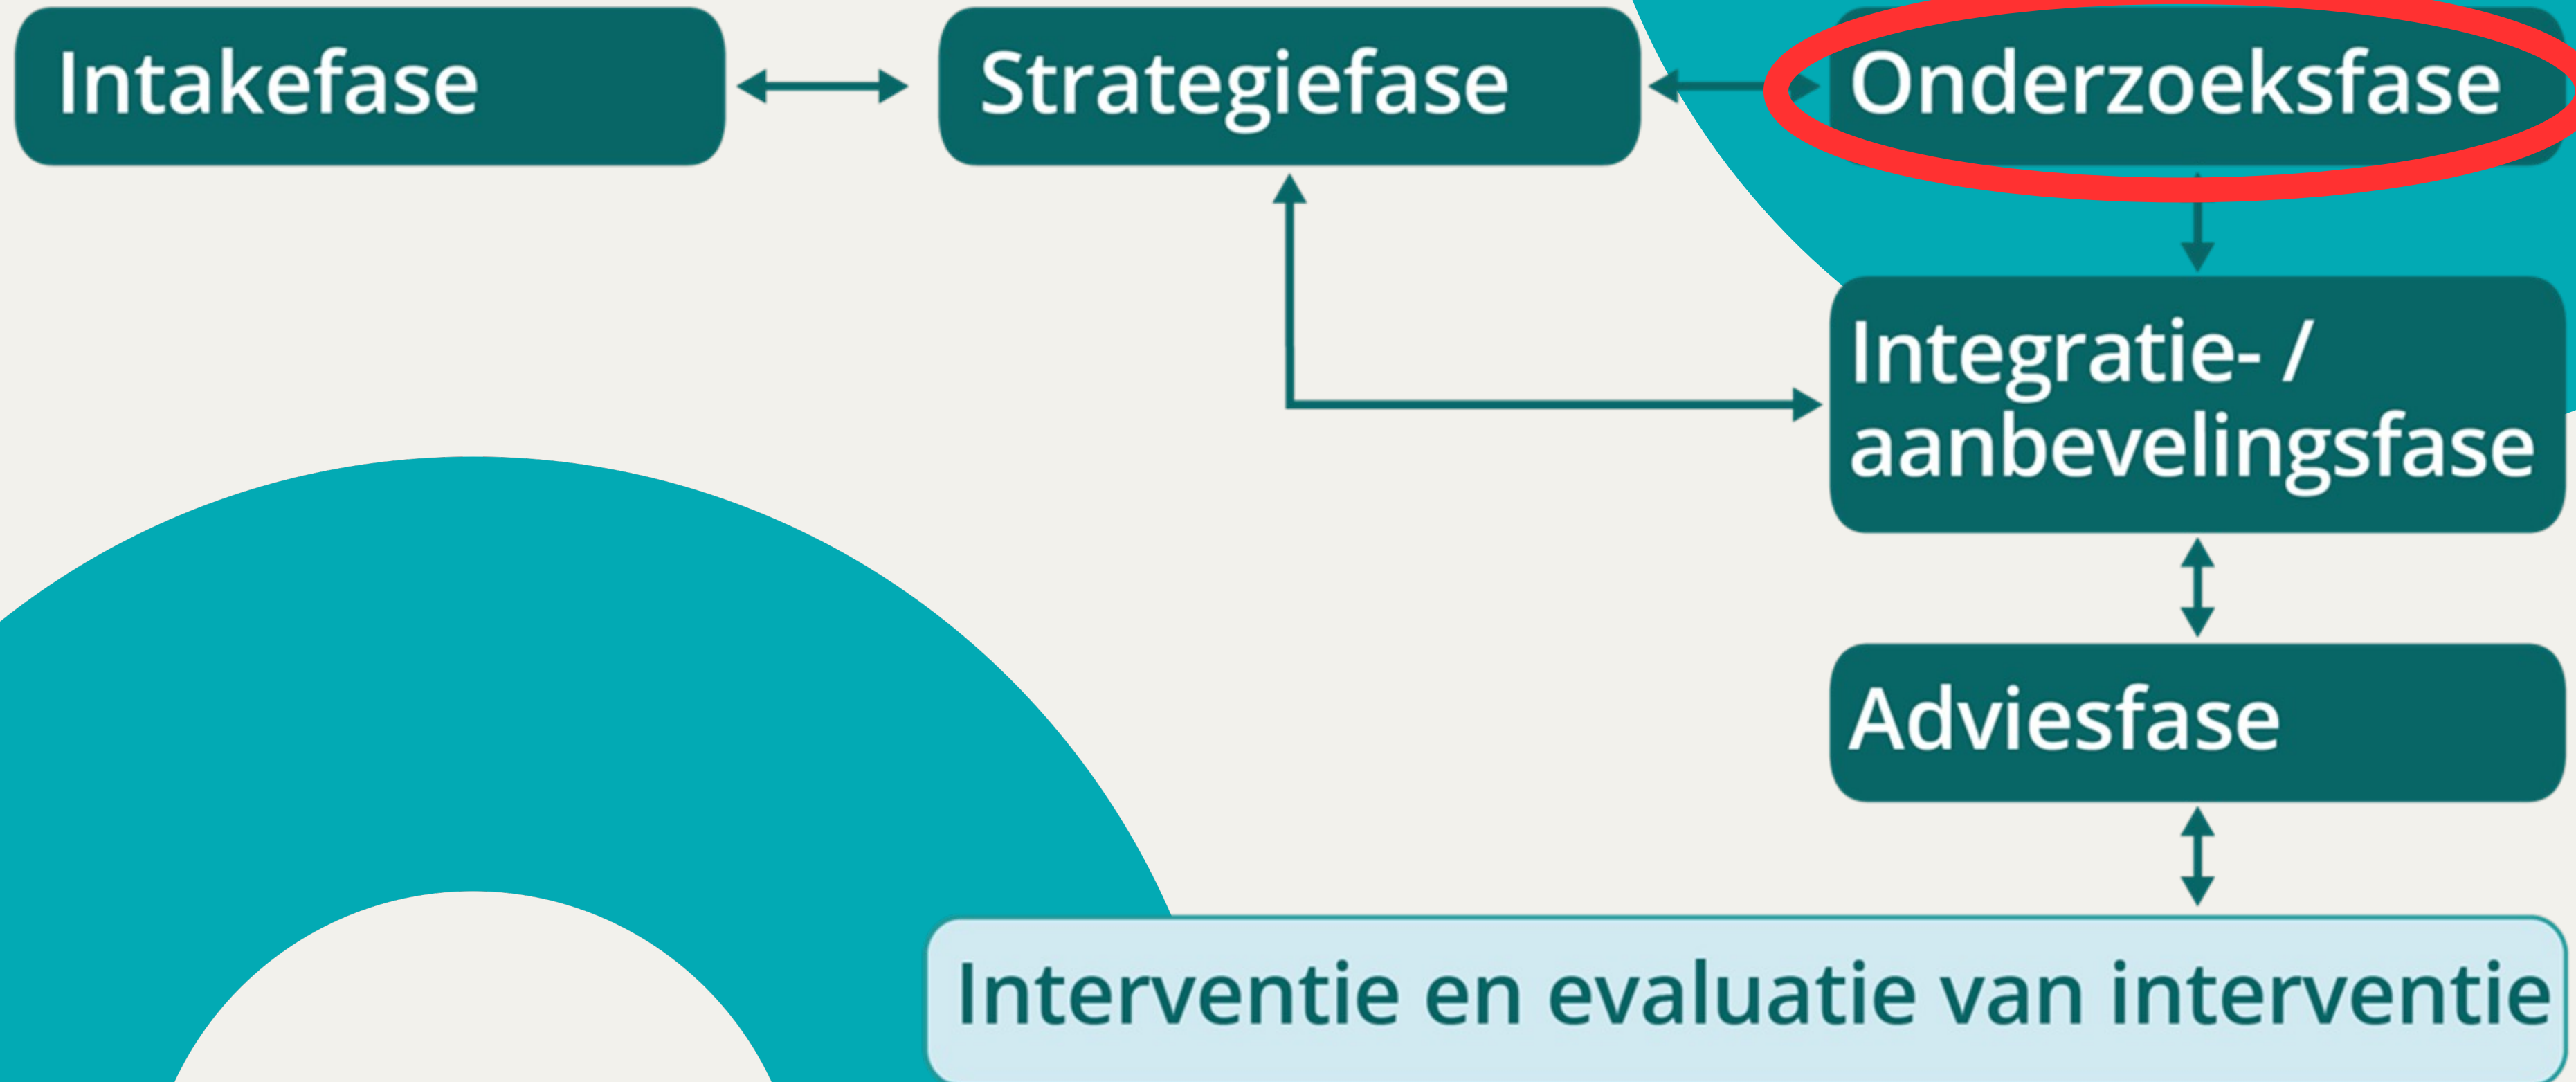 Intakefase
Strategiefase
Onderzoeksfase
Integratie- /
aanbevelingsfase
Adviesfase
Interventie en evaluatie van interventie